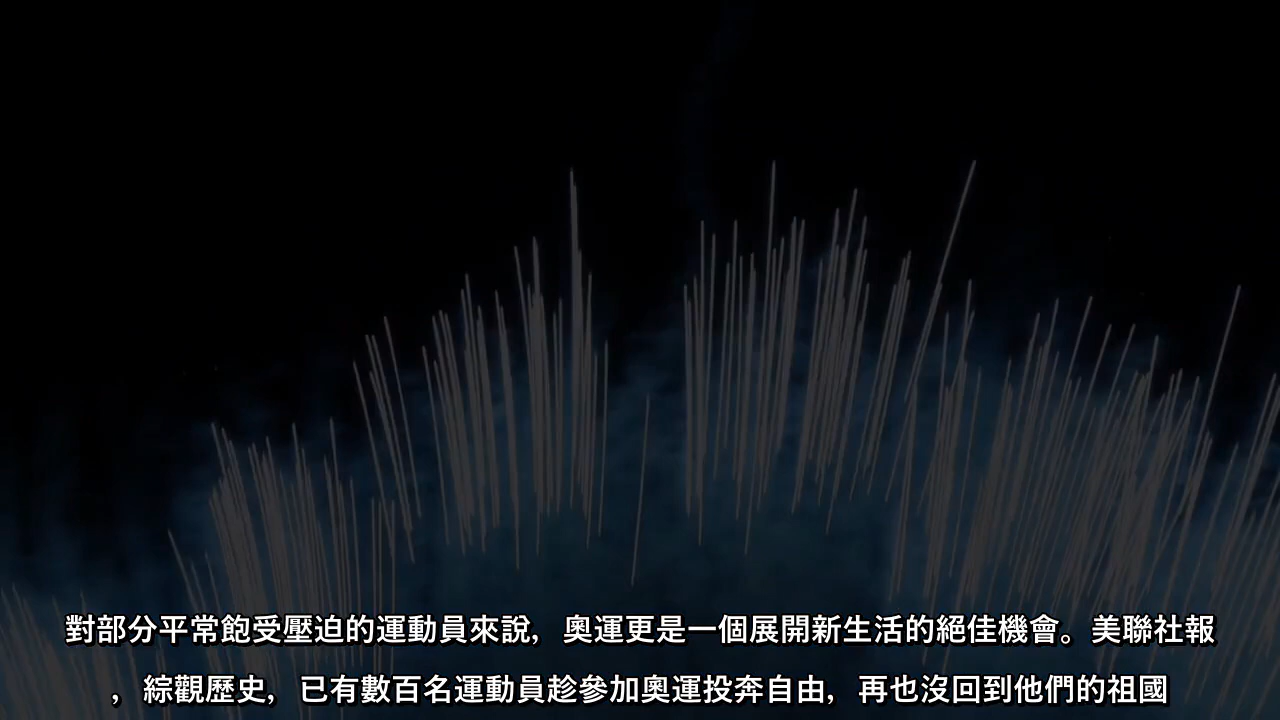 對部分平常飽受壓迫的運動員來說，奧運更是一個展開新生活的絕佳機會。美聯社報
，綜觀歷史，已有數百名運動員趁參加奧運投奔自由，再也沒回到他們的祖國